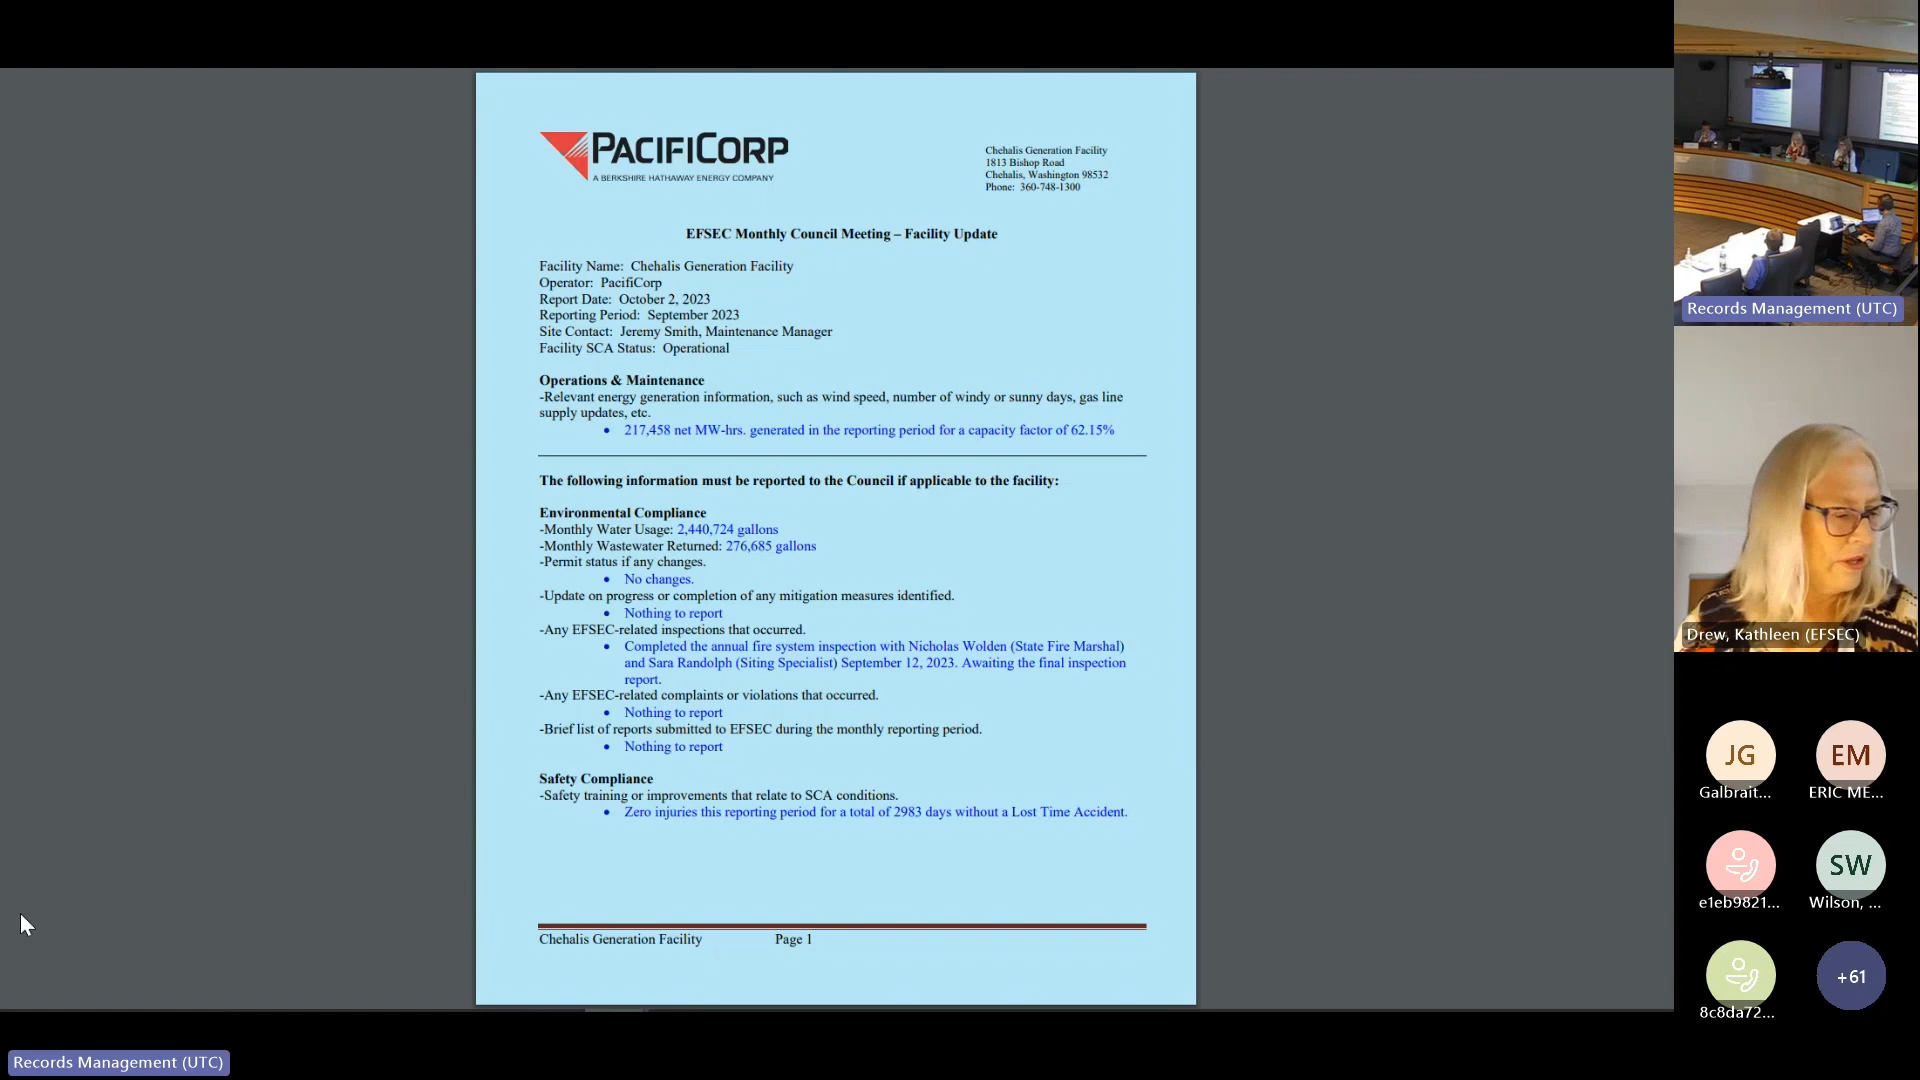 PACIFICORP
A BERKSHIRE HATHAWAY ENERGY COMPANY
Chehalis Generation Facility
1813 Bishop Road
Chehalis, Washington 98532
Phone:  360-748-1300
EFSEC Monthly Council Meeting – Facility Update
Facility Name:  Chehalis Generation Facility
Operator:  PacifiCorp
Report Date:  October 2, 2023
Reporting Period:  September 2023
Site Contact:  Jeremy Smith, Maintenance Manager
Facility SCA Status:  Operational
Operations & Maintenance
-Relevant energy generation information, such as wind speed, number of windy or sunny days, gas line
supply updates, etc.
• 217,458 net MW-hrs. generated in the reporting period for a capacity factor of 62.15%
The following information must be reported to the Council if applicable to the facility:
Environmental Compliance
-Monthly Water Usage: 2,440,724 gallons
-Monthly Wastewater Returned: 276,685 gallons
-Permit status if any changes.
• No changes.
-Update on progress or completion of any mitigation measures identified.
• Nothing to report
-Any EFSEC-related inspections that occurred.
• Completed the annual fire system inspection with Nicholas Wolden (State Fire Marshal)
and Sara Randolph (Siting Specialist) September 12, 2023. Awaiting the final inspection
report.
-Any EFSEC-related complaints or violations that occurred.
• Nothing to report
-Brief list of reports submitted to EFSEC during the monthly reporting period.
• Nothing to report
Safety Compliance
-Safety training or improvements that relate to SCA conditions.
• Zero injuries this reporting period for a total of 2983 days without a Lost Time Accident.
Chehalis Generation Facility Page 1
Records Management (UTC)
Records Management (UTC)
Drew, Kathleen (EFSEC)
JG
Galbrait...
EM
ERIC ME...
e1eb9821...
SW
Wilson, ...
8c8da72...
+61